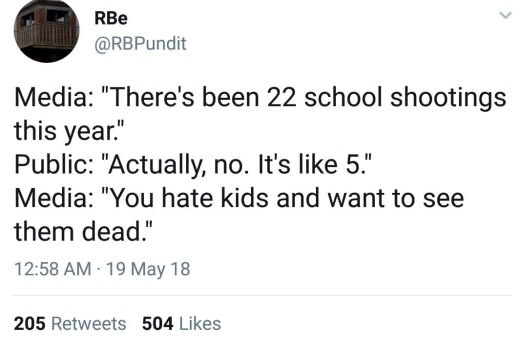 RBe
@RBPundit
Media: "There's been 22 school shootings
this year."
Public: "Actually, no. It's like 5."
Media: "You hate kids and want to see
them dead."
12:58 AM · 19 May 18
205 Retweets 504 Likes